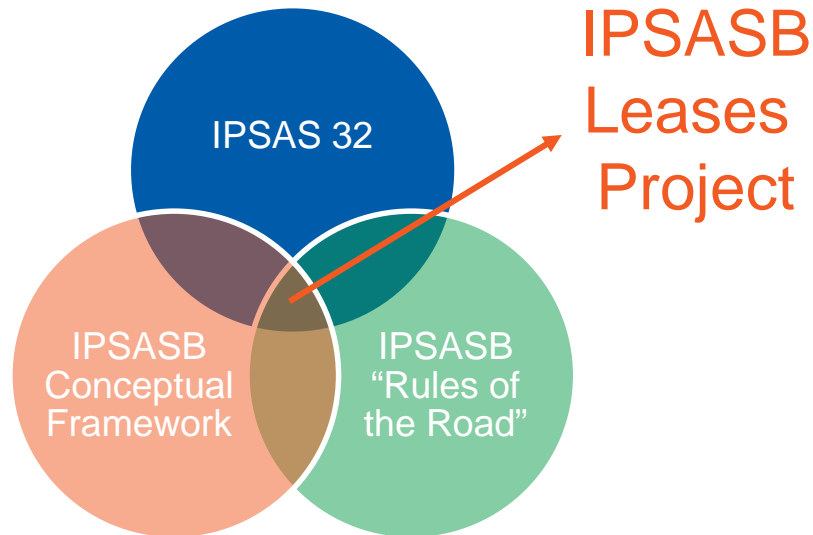 IPSASB
Leases
Project
IPSAS 32
IPSASB
Conceptual
Framework
IPSASB
“Rules of
the Road”